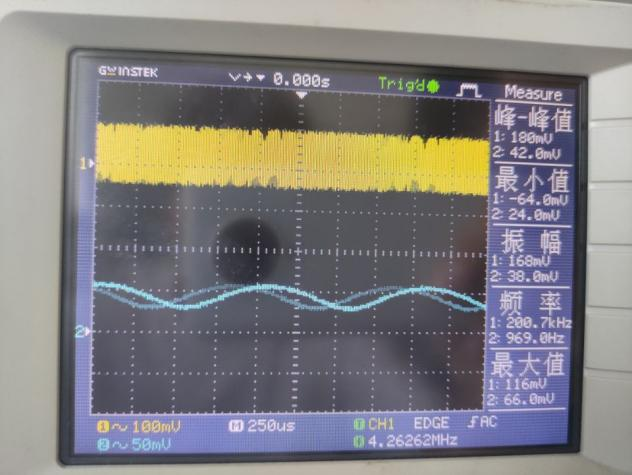 GWINSTEK
0.000s
Trig'd
Measure
峰-峰值
1: 180mV
2: 42.0mV
最小值
1: -64.0mV
2: 24.0mV
振 幅
1: 168mV
2: 38.0mV
频 率
1: 200.7kHz
2: 969.0Hz
最大值
1: 116mV
2: 66.0mV
1
2
1 100mV
M 250us
T CH1 EDGE AC
2 50mV
4.26262MHz